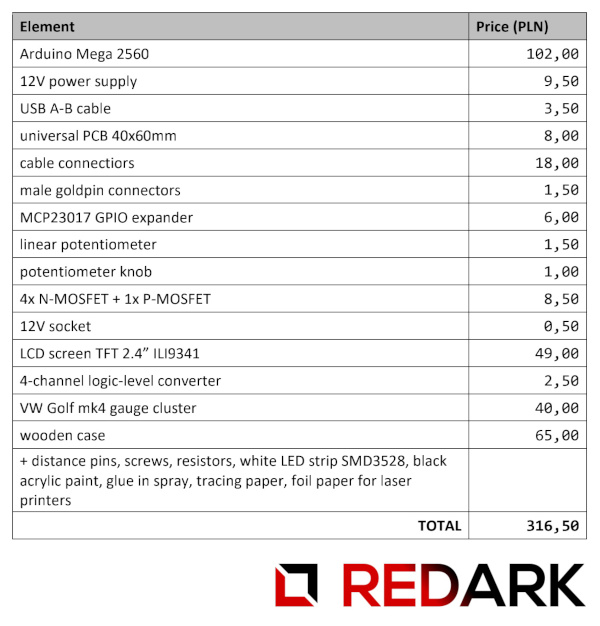 Element Price (PLN)
Arduino Mega 2560 102,00
12V power supply 9,50
USB A-B cable 3,50
universal PCB 40x60mm 8,00
cable connectiors 18,00
male goldpin connectors 1,50
MCP23017 GPIO expander 6,00
linear potentiometer 1,50
potentiometer knob 1,00
4x N-MOSFET + 1x P-MOSFET 8,50
12V socket 0,50
LCD screen TFT 2.4” ILI9341 49,00
4-channel logic-level converter 2,50
VW Golf mk4 gauge cluster 40,00
wooden case 65,00
+ distance pins, screws, resistors, white LED strip SMD3528, black
acrylic paint, glue in spray, tracing paper, foil paper for laser
printers
TOTAL 316,50
REDARK